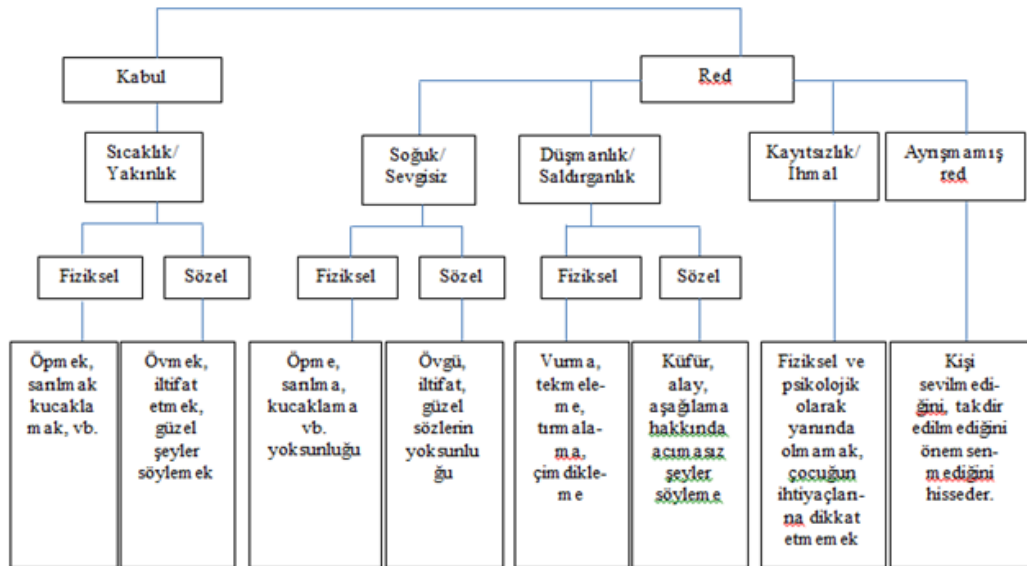 Kabul
Red
Sıcaklık/
Yakınlık
Soğuk/
Sevgisiz
Düşmanlık/
Saldırganlık
Kayıtsızlık/
İhmal
Ayrışmamış
red
Fiziksel
Sözel
Fiziksel
Sözel
Fiziksel
Sözel
Öpmek,
sarılmak
kucakla
mak, vb.
Övmek,
iltifat
etmek,
güzel
şeyler
söylemek
Öpme,
sarılma,
kucaklama
vb.
yoksunluğu
Övgü,
iltifat,
güzel
sözlerin
yoksunlu
ğu
Vurma,
tekmele-
me,
tırmala-
ma,
çimdikle-
me
Küfür,
alay,
aşağılama
hakkında
acımasız
şeyler
söyleme
Fiziksel ve
psikolojik
olarak
yanında
olmamak,
çocuğun
ihtiyaçları-
na dikkat
etmemek
Kişi
sevilmedi-
ğini, takdir
edilmediğini
önemsen-
mediğini
hisseder.